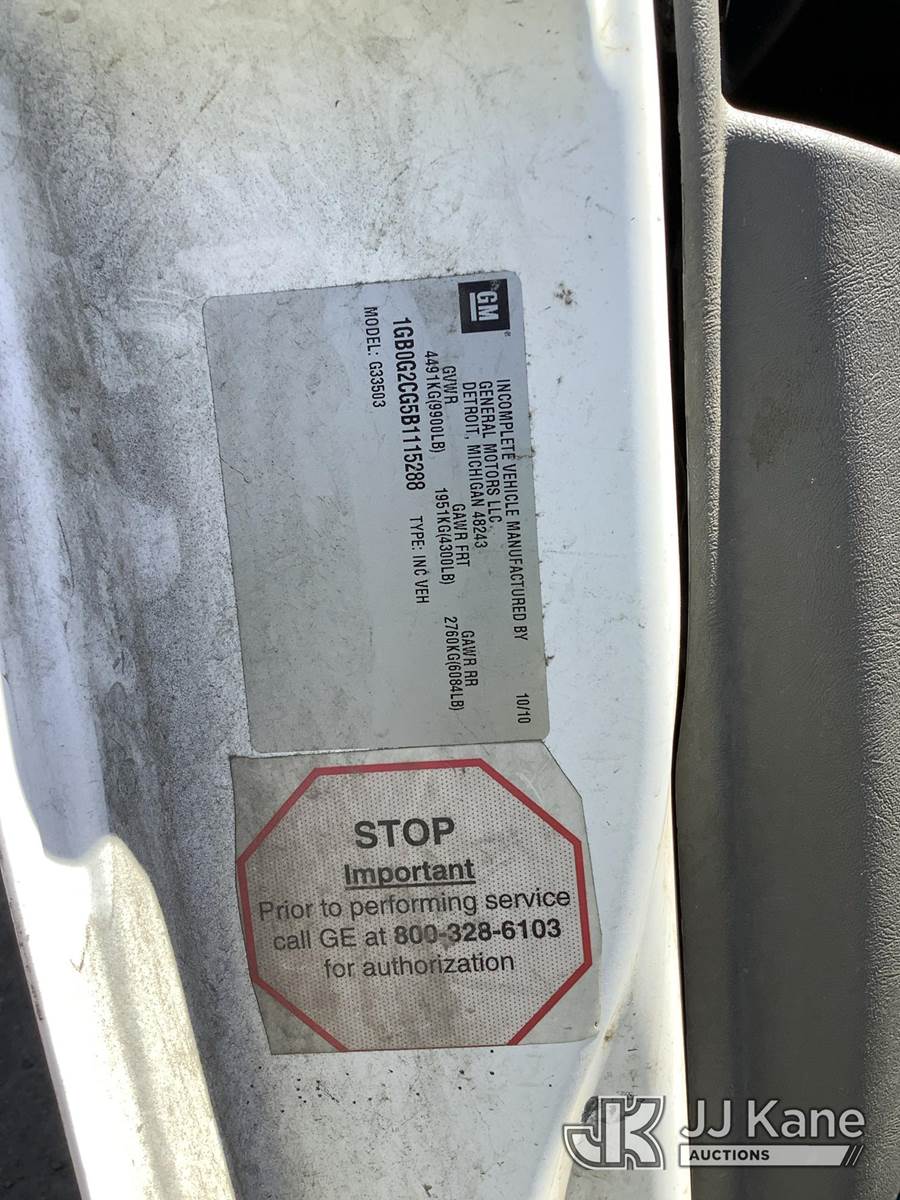 GM
INCOMPLETE VEHICLE MANUFACTURED BY
GENERAL MOTORS LLC
DETROIT, MICHIGAN 48243
10/10
GVWR GAWR FRT GAWR RR
4491KG(9900LB) 1951KG(4300LB) 2760KG(6084LB)
1GB0G2CG5B1115288 TYPE: INC VEH
MODEL: G33503
STOP
Important
Prior to performing service
call GE at 800-328-6103
for authorization
JK JJ Kane
AUCTIONS